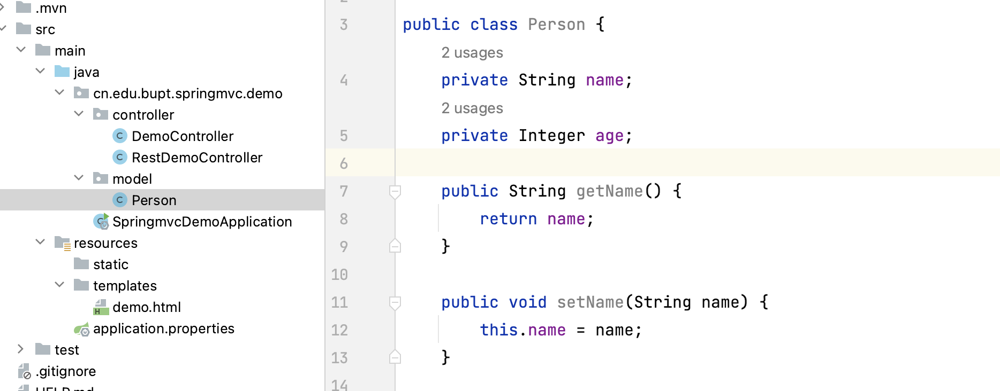 .mvn
src
main
java
cn.edu.bupt.springmvc.demo
controller
DemoController
RestDemoController
model
Person
SpringmvcDemoApplication
resources
static
templates
demo.html
application.properties
test
.gitignore
HELP.md
3 public class Person {
2 usages
4 private String name;
2 usages
5 private Integer age;
6
7 public String getName() {
8 return name;
9 }
10
11 public void setName(String name) {
12 this.name = name;
13 }
14